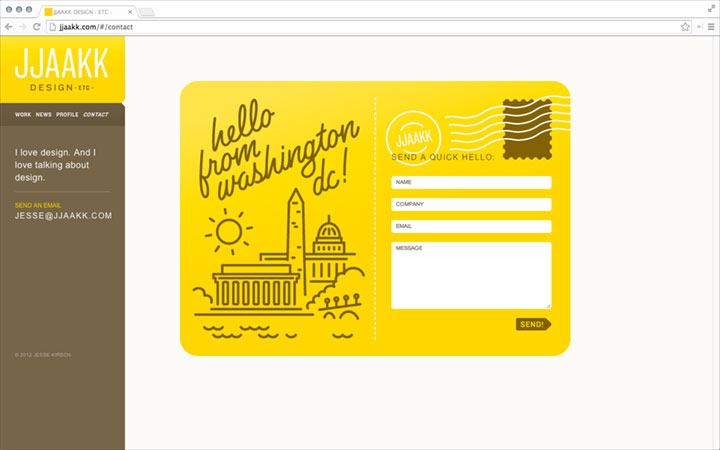 JJAAKK DESIGN · ETC ·
jjaakk.com/#/contact
JJAAKK
DESIGN · ETC ·
WORK NEWS PROFILE CONTACT
I love design. And I
love talking about
design.
SEND AN EMAIL
JESSE@JJAAKK.COM
© 2012 JESSE KIRSCH
hello
from
washington
dc!
JJAAKK
SEND A QUICK HELLO:
NAME
COMPANY
EMAIL
MESSAGE
SEND!